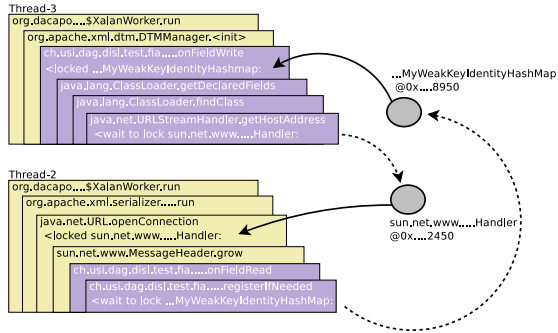 Thread-3
org.dacapo....$XalanWorker.run
org.apache.xml.dtm.DTMManager.<init>
ch.usi.dag.disl.test.fia....onFieldWrite
<locked ...MyWeakKeyIdentityHashmap:
java.lang.ClassLoader.getDeclaredFields
java.lang.ClassLoader.findClass
java.net.URLStreamHandler.getHostAddress
<wait to lock sun.net.www.....Handler:
...MyWeakKeyIdentityHashMap
@0x....8950
Thread-2
org.dacapo....$XalanWorker.run
org.apache.xml.serializer.....run
java.net.URL.openConnection
<locked sun.net.www.....Handler:
sun.net.www.MessageHeader.grow
ch.usi.dag.disl.test.fia.....onFieldRead
ch.usi.dag.disl.test.fia.....registerIfNeeded
<wait to lock ...MyWeakKeyIdentityHashMap:
sun.net.www.....Handler
@0x....2450